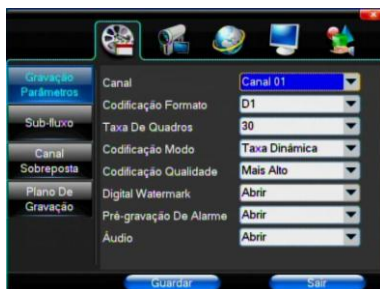 Gravação
Parâmetros
Sub-fluxo
Canal
Sobreposta
Plano De
Gravação
Canal Canal 01
Codificação Formato D1
Taxa De Quadros 30
Codificação Modo Taxa Dinámica
Codificação Qualidade Mais Alto
Digital Watermark Abrir
Pré-gravação De Alarme Abrir
Áudio Abrir
Guardar Sair